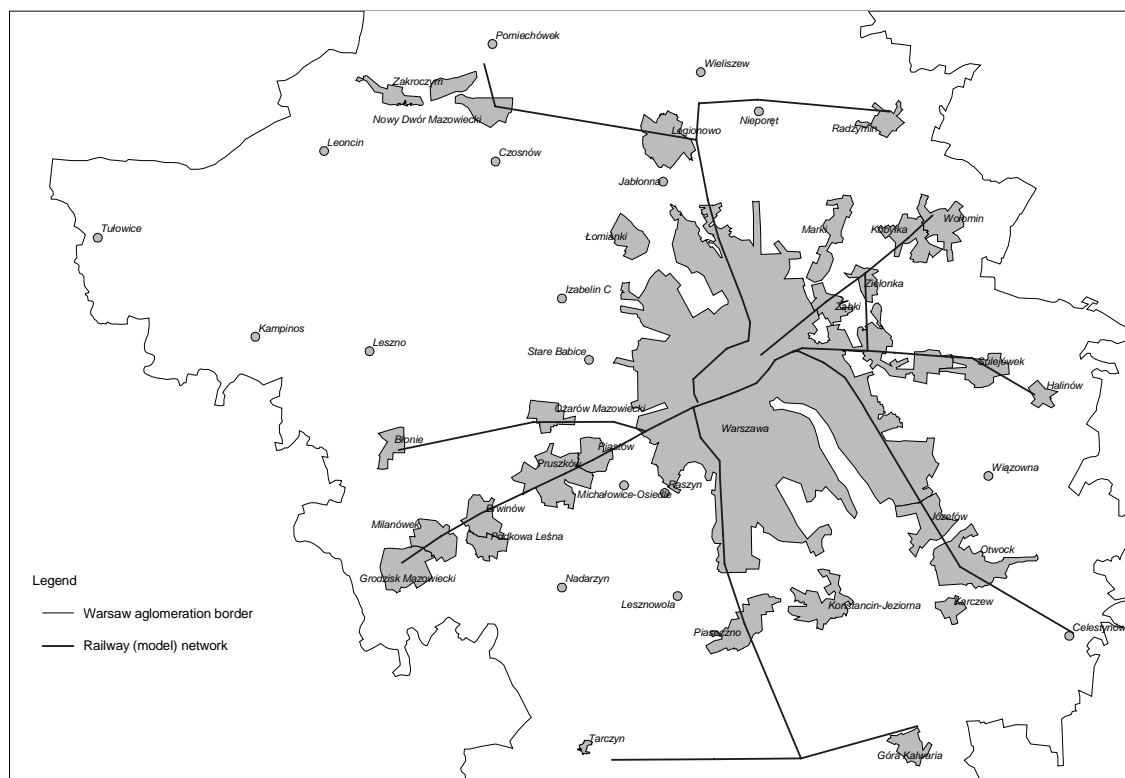 Pomiechówek
Wieliszew
Zakroczym
Nowy Dwór Mazowiecki
Nieporęt
Legionowo
Radzymin
Leoncin
Czosnów
Jabłonna
Tułowice
Łomianki
Marki
Kobyłka
Wołomin
Zielonka
Izabelin C
Ząbki
Kampinos
Leszno
Stare Babice
Sulejówek
Halinów
Ożarów Mazowiecki
Błonie
Piastów
Warszawa
Pruszków
Wiązowna
Michałowice-Osiedle
Raszyn
Brwinów
Józefów
Milanówek
Podkowa Leśna
Otwock
Grodzisk Mazowiecki
Nadarzyn
Lesznowola
Konstancin-Jeziorna
Karczew
Celestynów
Piaseczno
Tarczyn
Góra Kalwaria
Legend
Warsaw aglomeration border
Railway (model) network